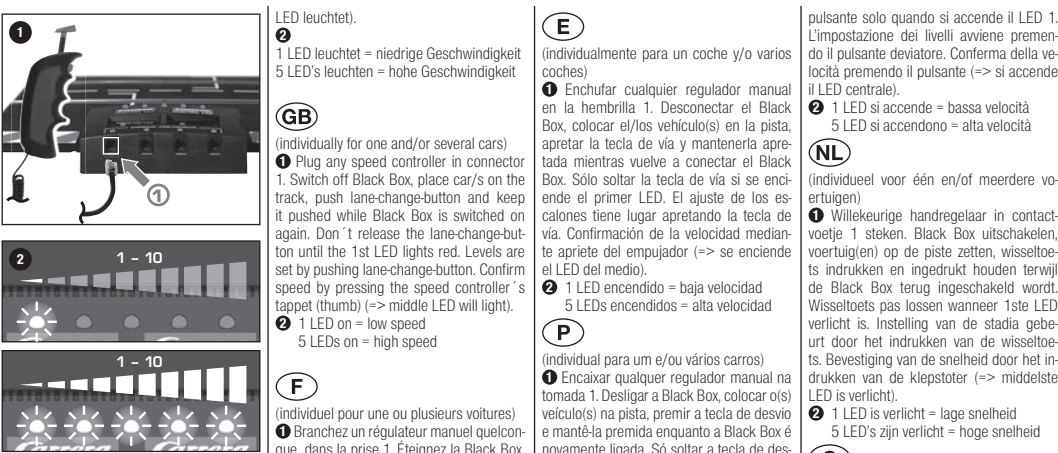 1
1
2
1 – 10
1 – 10
LED leuchtet).
❷
1 LED leuchtet = niedrige Geschwindigkeit
5 LED's leuchten = hohe Geschwindigkeit
GB
(individually for one and/or several cars)
❶ Plug any speed controller in connector
1. Switch off Black Box, place car/s on the
track, push lane-change-button and keep
it pushed while Black Box is switched on
again. Don´t release the lane-change-but-
ton until the 1st LED lights red. Levels are
set by pushing lane-change-button. Confirm
speed by pressing the speed controller´s
tappet (thumb) (=> middle LED will light).
❷ 1 LED on = low speed
5 LEDs on = high speed
F
(individuel pour une ou plusieurs voitures)
❶ Branchez un régulateur manuel quelcon-
que, dans la prise 1. Éteignez la Black Box,
E
(individualmente para un coche y/o varios
coches)
❶ Enchufar cualquier regulador manual
en la hembrilla 1. Desconectar el Black
Box, colocar el/los vehículo(s) en la pista,
apretar la tecla de vía y mantenerla apre-
tada mientras vuelve a conectar el Black
Box. Sólo soltar la tecla de vía si se enci-
ende el primer LED. El ajuste de los es-
calones tiene lugar apretando la tecla de
vía. Confirmación de la velocidad median-
te apriete del empujador (=> se enciende
el LED del medio).
❷ 1 LED encendido = baja velocidad
5 LEDs encendidos = alta velocidad
P
(individual para um e/ou vários carros)
❶ Encaixar qualquer regulador manual na
tomada 1. Desligar a Black Box, colocar o(s)
veículo(s) na pista, premir a tecla de desvio
e mantê-la premida enquanto a Black Box é
novamente ligada. Só soltar a tecla de des-
pulsante solo quando si accende il LED 1.
L'impostazione dei livelli avviene premen-
do il pulsante deviatore. Conferma della ve-
locità premendo il pulsante (=> si accende
il LED centrale).
❷ 1 LED si accende = bassa velocità
5 LED si accendono = alta velocità
NL
(individueel voor één en/of meerdere vo-
ertuigen)
❶ Willekeurige handregelaar in contact-
voetje 1 steken. Black Box uitschakelen,
voertuig(en) op de piste zetten, wisseltoe-
ts indrukken en ingedrukt houden terwijl
de Black Box terug ingeschakeld wordt.
Wisseltoets pas lossen wanneer 1ste LED
verlicht is. Instelling van de stadia gebe-
urt door het indrukken van de wisseltoe-
ts. Bevestiging van de snelheid door het in-
drukken van de klepstoter (=> middelste
LED is verlicht).
❷ 1 LED is verlicht = lage snelheid
5 LED's zijn verlicht = hoge snelheid